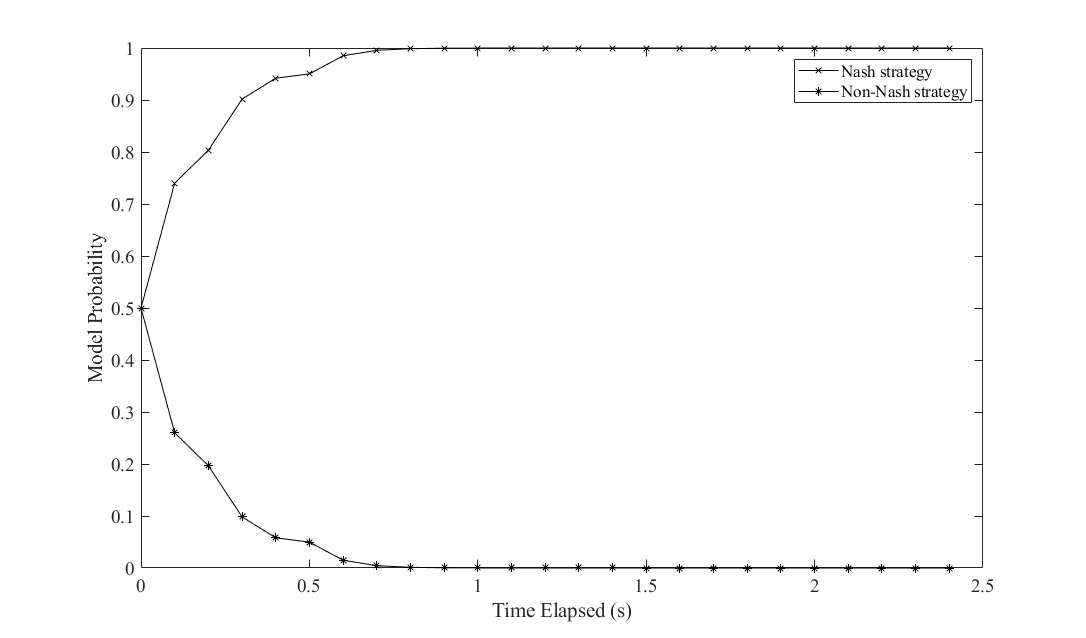 1
0.9
0.8
0.7
0.6
0.5
0.4
0.3
0.2
0.1
0
Model Probability
Nash strategy
Non-Nash strategy
0 0.5 1 1.5 2 2.5
Time Elapsed (s)